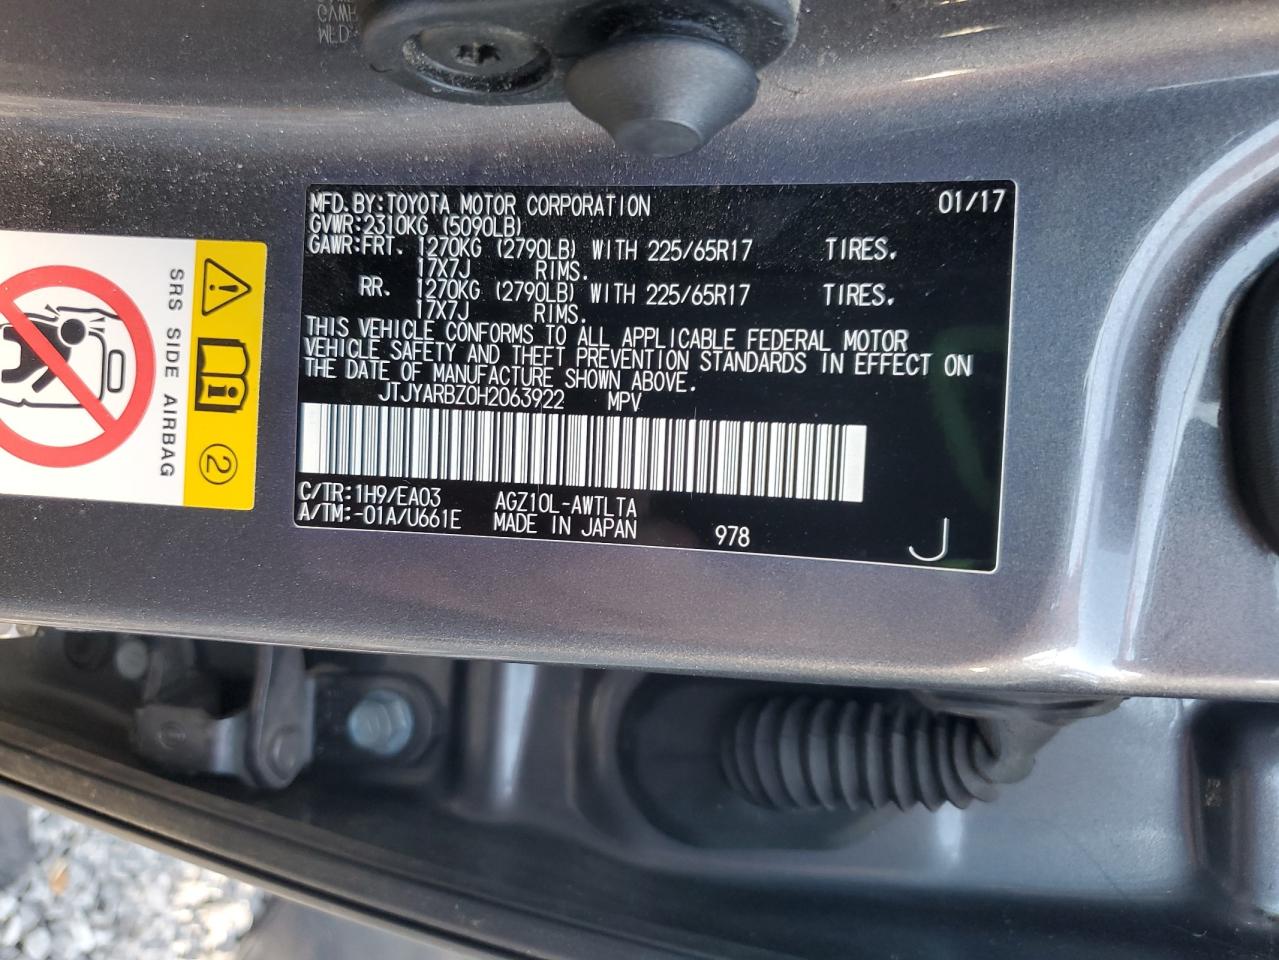 MFD.BY:TOYOTA MOTOR CORPORATION 01/17
GVWR:2310KG (5090LB)
GAWR:FRT. 1270KG (2790LB) WITH 225/65R17 TIRES.
17X7J RIMS.
RR. 1270KG (2790LB) WITH 225/65R17 TIRES.
17X7J RIMS.
THIS VEHICLE CONFORMS TO ALL APPLICABLE FEDERAL MOTOR
VEHICLE SAFETY AND THEFT PREVENTION STANDARDS IN EFFECT ON
THE DATE OF MANUFACTURE SHOWN ABOVE.
JTJYARBZ0H2063922 MPV
C/TR:1H9/EA03 AGZ10L-AWTLTA
A/TM:-01A/U661E MADE IN JAPAN 978 J
SRS SIDE AIRBAG
2